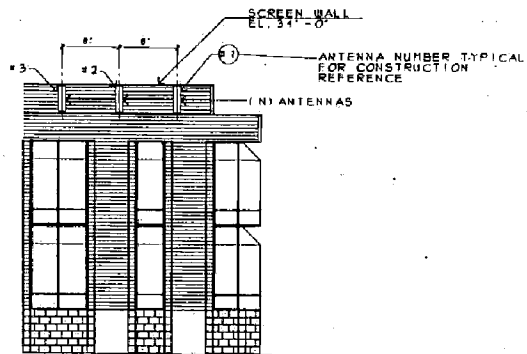 SCREEN WALL
EL. 34'-0"
8' 8'
#3
#2
ANTENNA NUMBER TYPICAL
FOR CONSTRUCTION
REFERENCE
(N) ANTENNAS